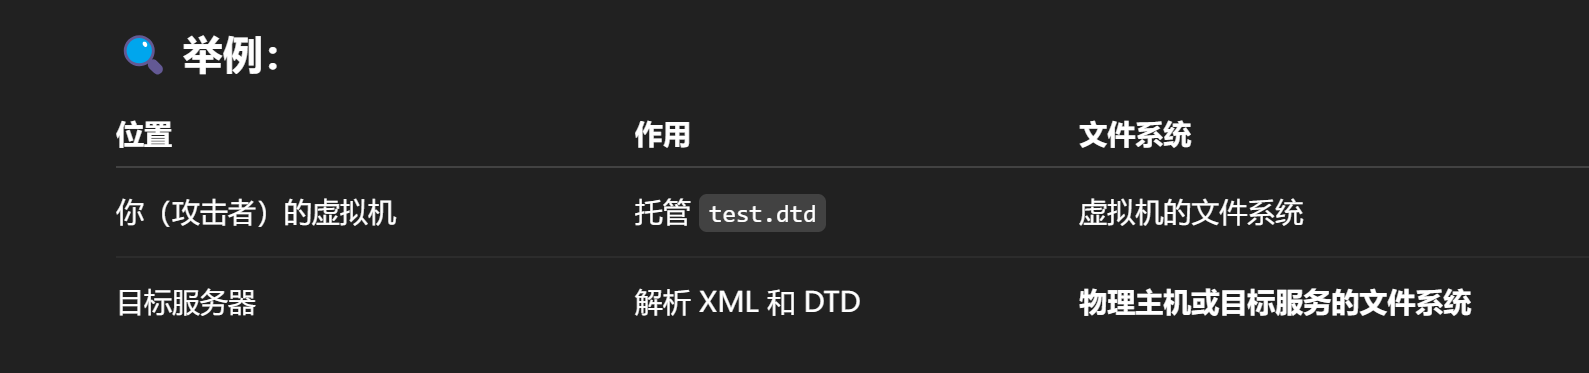 🔍 举例：
位置 作用 文件系统
你（攻击者）的虚拟机 托管 test.dtd 虚拟机的文件系统
目标服务器 解析 XML 和 DTD 物理主机或目标服务的文件系统